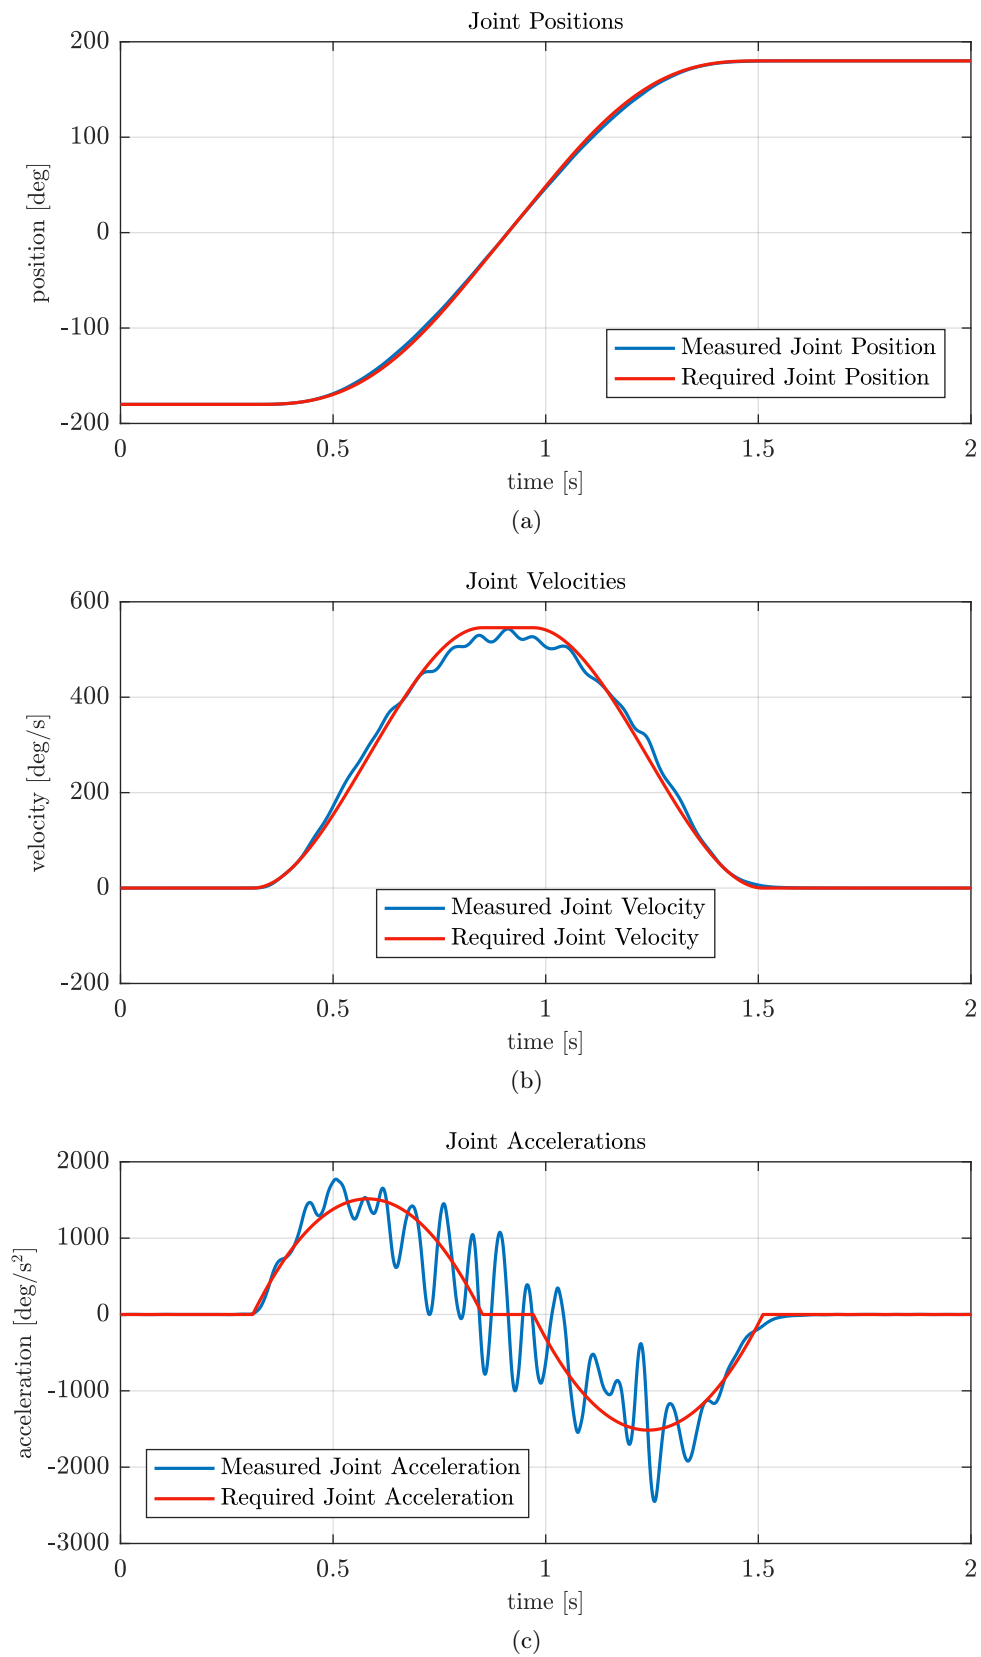 Joint Positions
200
100
0
-100
-200
position [deg]
Measured Joint Position
Required Joint Position
0 0.5 1 1.5 2
time [s]
(a)
Joint Velocities
600
400
200
0
-200
velocity [deg/s]
Measured Joint Velocity
Required Joint Velocity
0 0.5 1 1.5 2
time [s]
(b)
Joint Accelerations
2000
1000
0
-1000
-2000
-3000
acceleration [deg/s²]
Measured Joint Acceleration
Required Joint Acceleration
0 0.5 1 1.5 2
time [s]
(c)